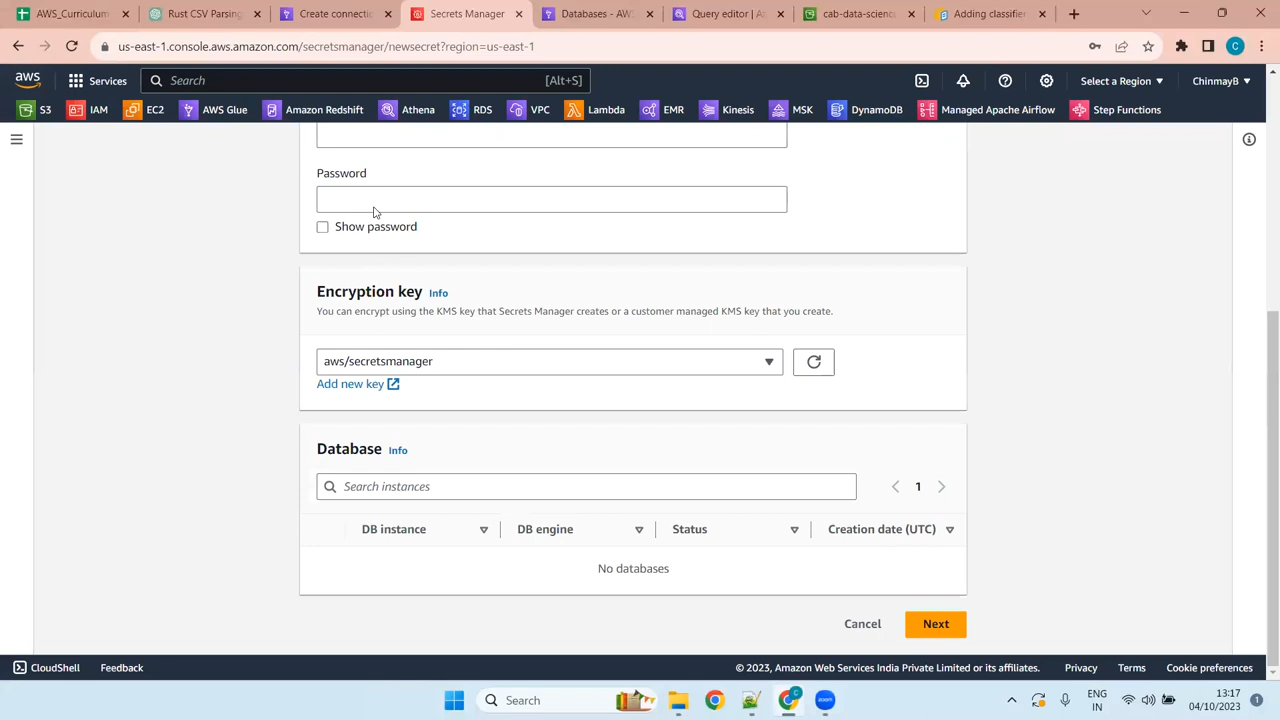 AWS_Curriculum
Rust CSV Parsing
Create connectio
Secrets Manager
Databases - AWS
Query editor | A
cab-data-scienc
Adding classifier
us-east-1.console.aws.amazon.com/secretsmanager/newsecret?region=us-east-1
C
aws
Services
Search
[Alt+S]
Select a Region
ChinmayB
S3
IAM
EC2
AWS Glue
Amazon Redshift
Athena
RDS
VPC
Lambda
EMR
Kinesis
MSK
DynamoDB
Managed Apache Airflow
Step Functions
Password
Show password
Encryption key Info
You can encrypt using the KMS key that Secrets Manager creates or a customer managed KMS key that you create.
aws/secretsmanager
Add new key
Database Info
Search instances
1
DB instance
DB engine
Status
Creation date (UTC)
No databases
Cancel
Next
CloudShell
Feedback
© 2023, Amazon Web Services India Private Limited or its affiliates.
Privacy
Terms
Cookie preferences
Search
zoom
ENG
IN
13:17
04/10/2023
1